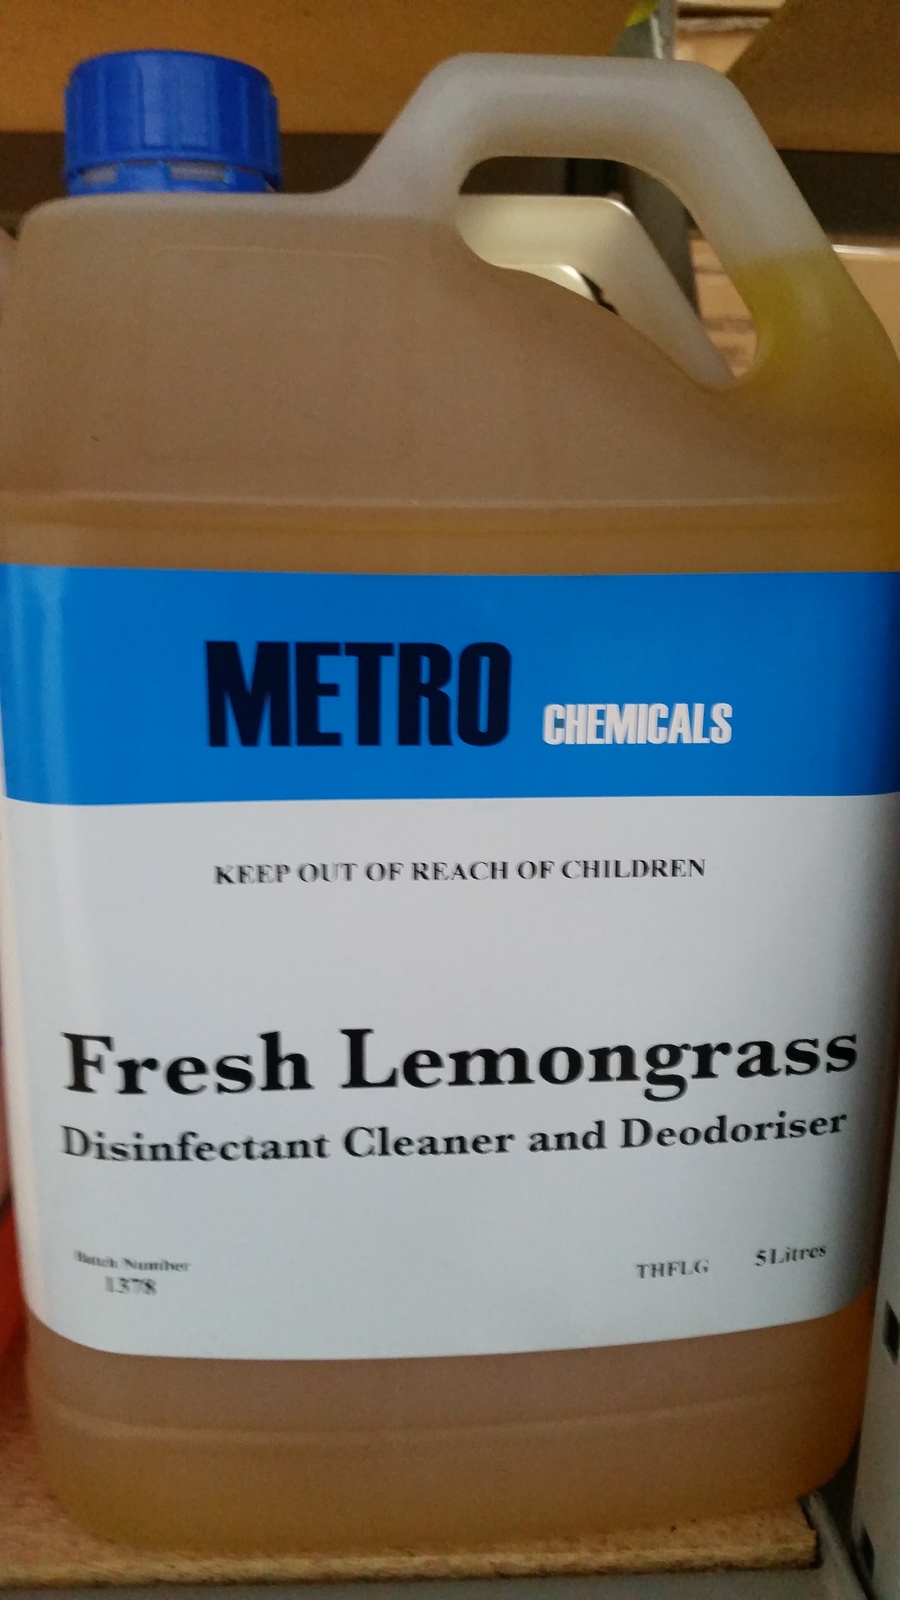 METRO CHEMICALS
KEEP OUT OF REACH OF CHILDREN
Fresh Lemongrass
Disinfectant Cleaner and Deodoriser
Batch Number
1378
THFLG 5 Litres